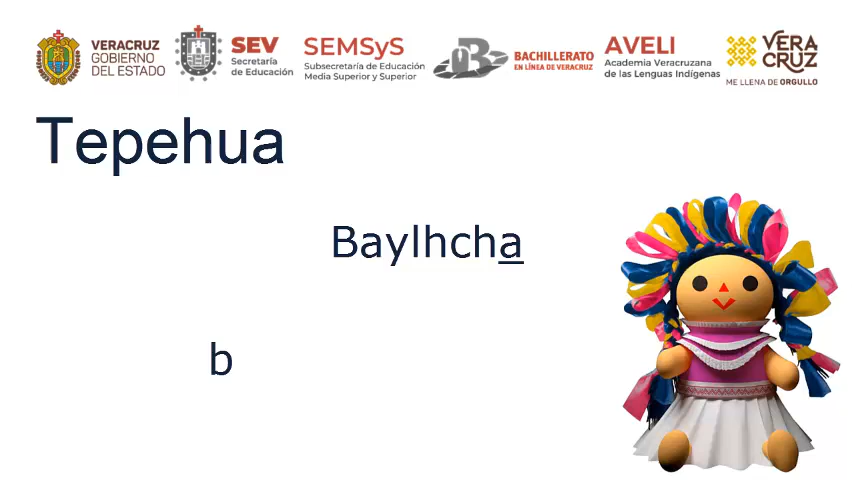 VERACRUZ
GOBIERNO
DEL ESTADO
SEV
Secretaría
de Educación
SEMSyS
Subsecretaría de Educación
Media Superior y Superior
BACHILLERATO
EN LÍNEA DE VERACRUZ
AVELI
Academia Veracruzana
de las Lenguas Indígenas
VERA
CRUZ
ME LLENA DE ORGULLO
Tepehua
Baylhcha̲
b